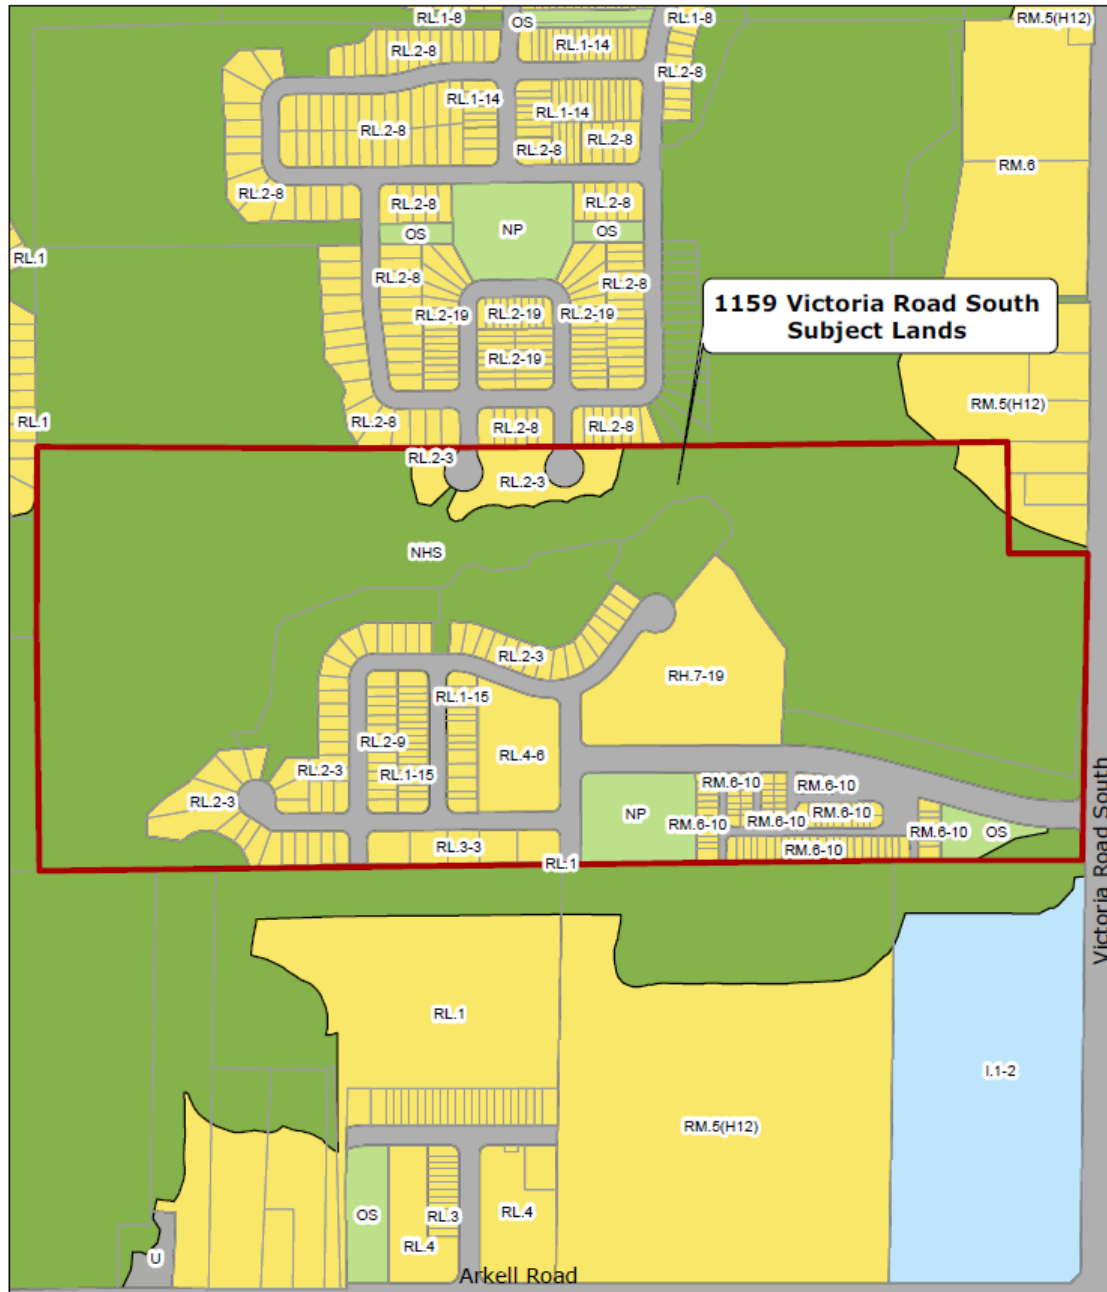 RL.1-8
OS
RL.1-8
RM.5(H12)
RL.2-8
RL.1-14
RL.2-8
RL.1-14
RL.1-14
RL.2-8
RL.2-8
RL.2-8
RM.6
RL.2-8
RL.2-8
RL.2-8
OS
NP
OS
RL.1
RL.2-8
RL.2-8
1159 Victoria Road South
Subject Lands
RL.2-19
RL.2-19
RL.2-19
RL.2-19
RM.5(H12)
RL.1
RL.2-8
RL.2-8
RL.2-8
RL.2-3
RL.2-3
NHS
RL.2-3
RH.7-19
RL.1-15
RL.2-9
RL.4-6
RL.2-3
RL.1-15
RM.6-10
RM.6-10
RL.2-3
NP
RM.6-10
RM.6-10
RM.6-10
RM.6-10
OS
RL.3-3
RM.6-10
RL.1
Victoria Road South
RL.1
I.1-2
RM.5(H12)
OS
RL.3
RL.4
RL.4
U
Arkell Road